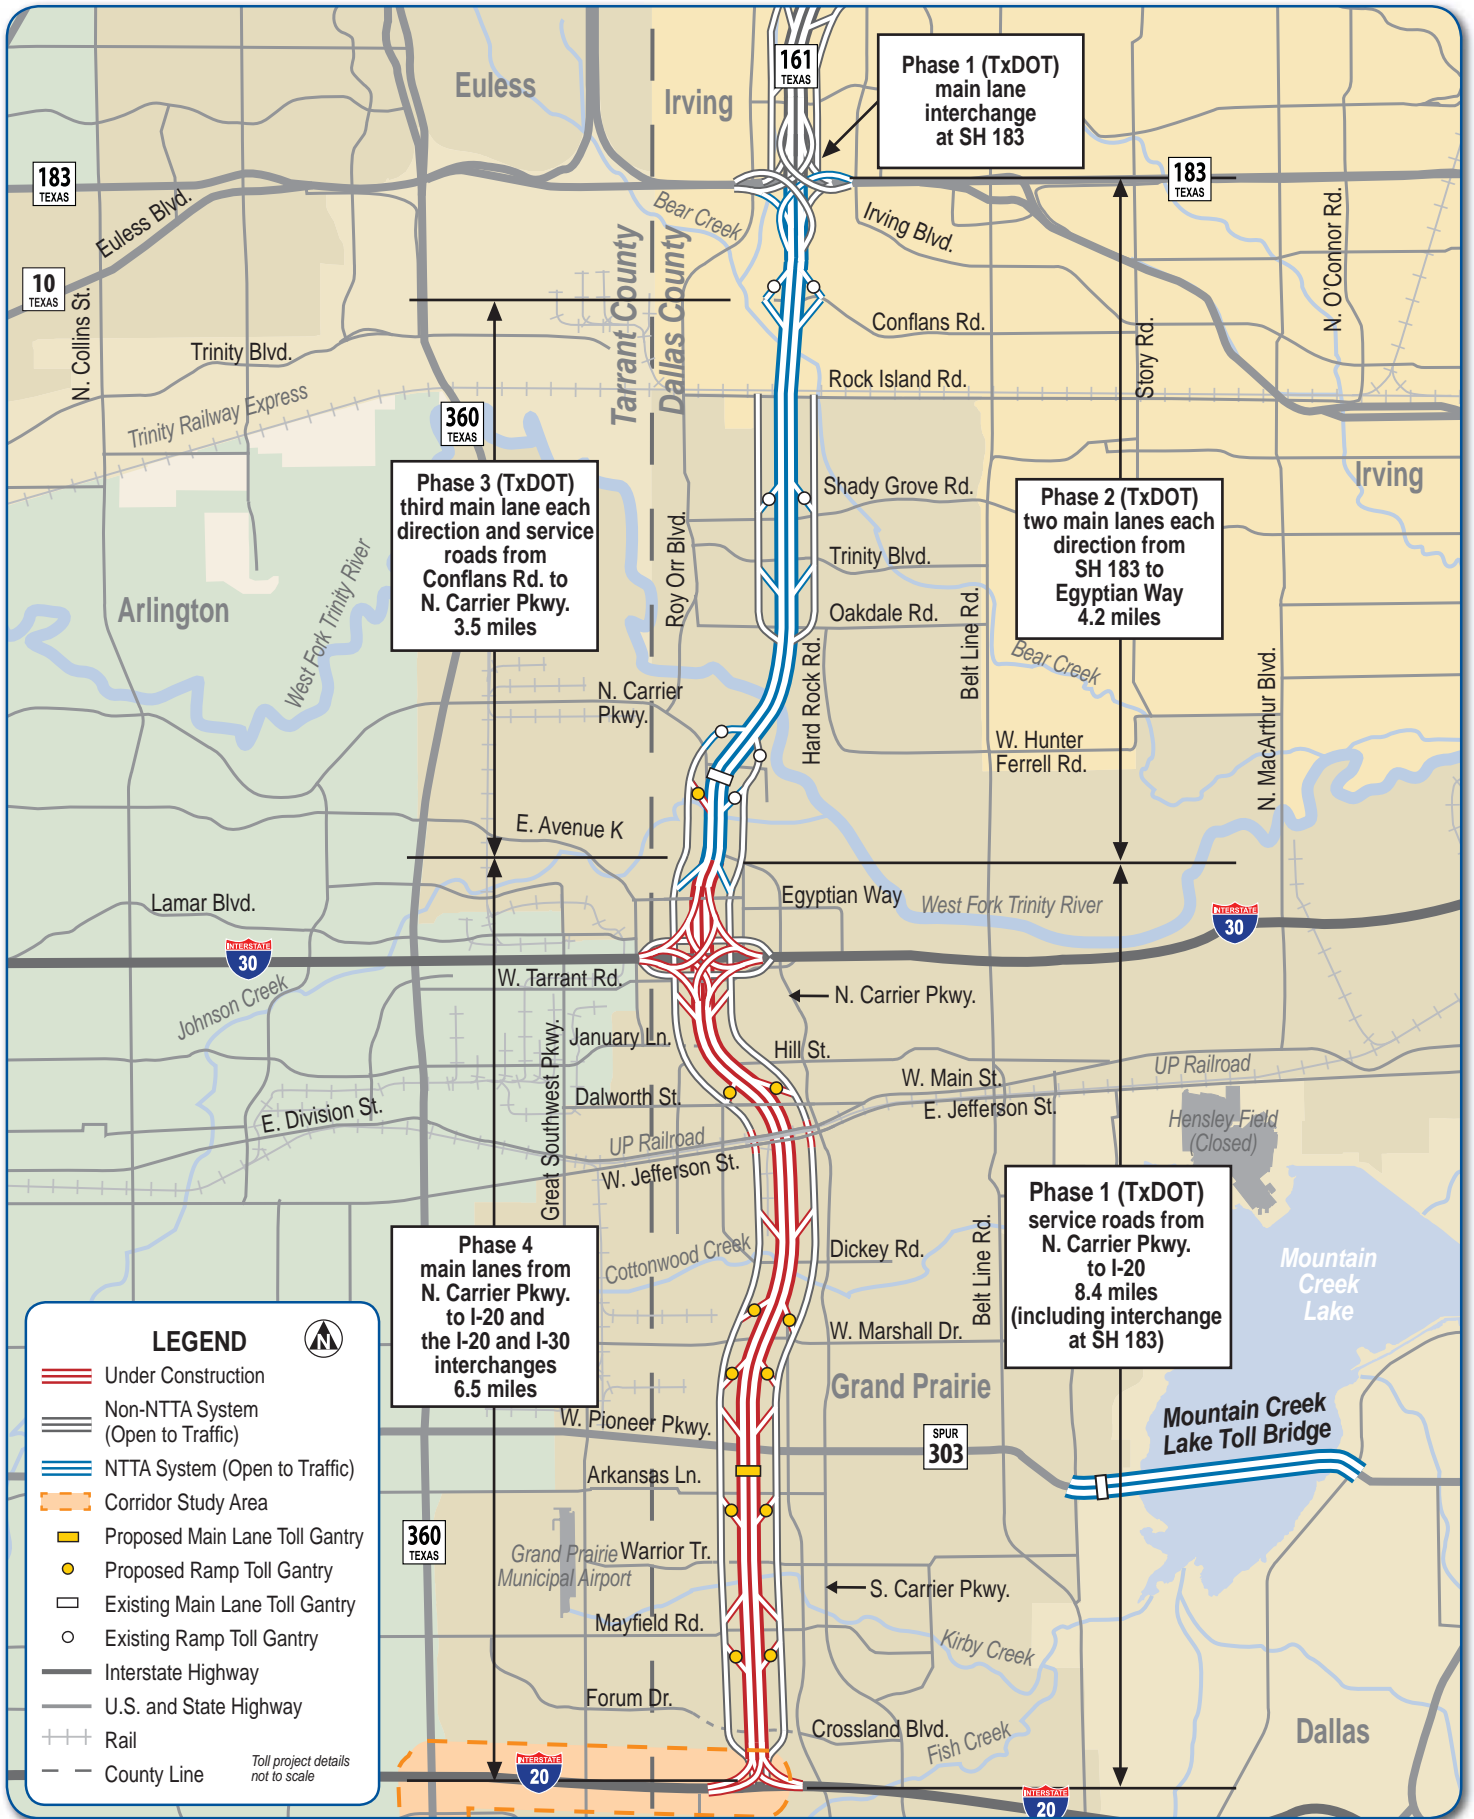 161
TEXAS
Phase 1 (TxDOT)
main lane
interchange
at SH 183
Euless
Irving
183
TEXAS
183
TEXAS
Euless Blvd.
Bear Creek
Irving Blvd.
N. O'Connor Rd.
10
TEXAS
N. Collins St.
Tarrant County
Dallas County
Conflans Rd.
Story Rd.
Trinity Blvd.
Rock Island Rd.
Trinity Railway Express
360
TEXAS
Phase 3 (TxDOT)
third main lane each
direction and service
roads from
Conflans Rd. to
N. Carrier Pkwy.
3.5 miles
Shady Grove Rd.
Irving
Phase 2 (TxDOT)
two main lanes each
direction from
SH 183 to
Egyptian Way
4.2 miles
Roy Orr Blvd.
Trinity Blvd.
Arlington
West Fork Trinity River
Oakdale Rd.
Belt Line Rd.
Bear Creek
Hard Rock Rd.
N. MacArthur Blvd.
N. Carrier
Pkwy.
W. Hunter
Ferrell Rd.
E. Avenue K
Lamar Blvd.
Egyptian Way
West Fork Trinity River
INTERSTATE
30
INTERSTATE
30
W. Tarrant Rd.
Johnson Creek
N. Carrier Pkwy.
January Ln.
Hill St.
Great Southwest Pkwy.
UP Railroad
W. Main St.
Dalworth St.
E. Jefferson St.
E. Division St.
Hensley Field
(Closed)
UP Railroad
W. Jefferson St.
Phase 1 (TxDOT)
service roads from
N. Carrier Pkwy.
to I-20
8.4 miles
(including interchange
at SH 183)
Belt Line Rd.
Phase 4
main lanes from
N. Carrier Pkwy.
to I-20 and
the I-20 and I-30
interchanges
6.5 miles
Cottonwood Creek
Dickey Rd.
Mountain
Creek
Lake
W. Marshall Dr.
Grand Prairie
W. Pioneer Pkwy.
SPUR
303
Mountain Creek
Lake Toll Bridge
Arkansas Ln.
360
TEXAS
Grand Prairie
Municipal Airport
Warrior Tr.
S. Carrier Pkwy.
Mayfield Rd.
Kirby Creek
Forum Dr.
Crossland Blvd.
Fish Creek
Dallas
INTERSTATE
20
INTERSTATE
20
LEGEND
N
Under Construction
Non-NTTA System
(Open to Traffic)
NTTA System (Open to Traffic)
Corridor Study Area
Proposed Main Lane Toll Gantry
Proposed Ramp Toll Gantry
Existing Main Lane Toll Gantry
Existing Ramp Toll Gantry
Interstate Highway
U.S. and State Highway
Rail
County Line
Toll project details
not to scale